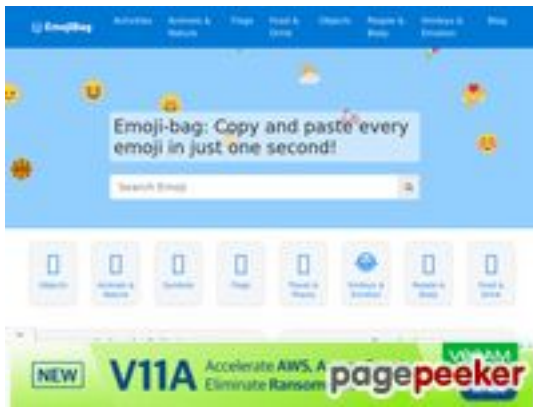 EmojiBag
Activities Animals & Nature Flags Food & Drink Objects People & Body Smileys & Emotion Blog
Emoji-bag: Copy and paste every
emoji in just one second!
Search Emoji
Objects Animals & Nature Symbols Flags Travel & Places Smileys & Emotion People & Body Food & Drink
NEW V11A Accelerate AWS, A
Eliminate Ransom
pagepeeker